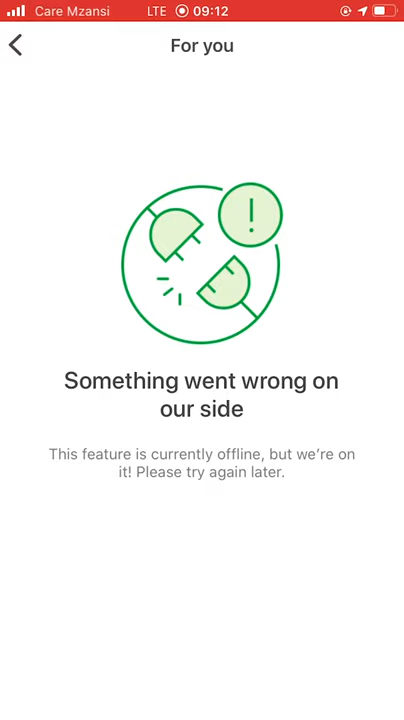 Care Mzansi LTE 09:12
For you
Something went wrong on
our side
This feature is currently offline, but we're on
it! Please try again later.